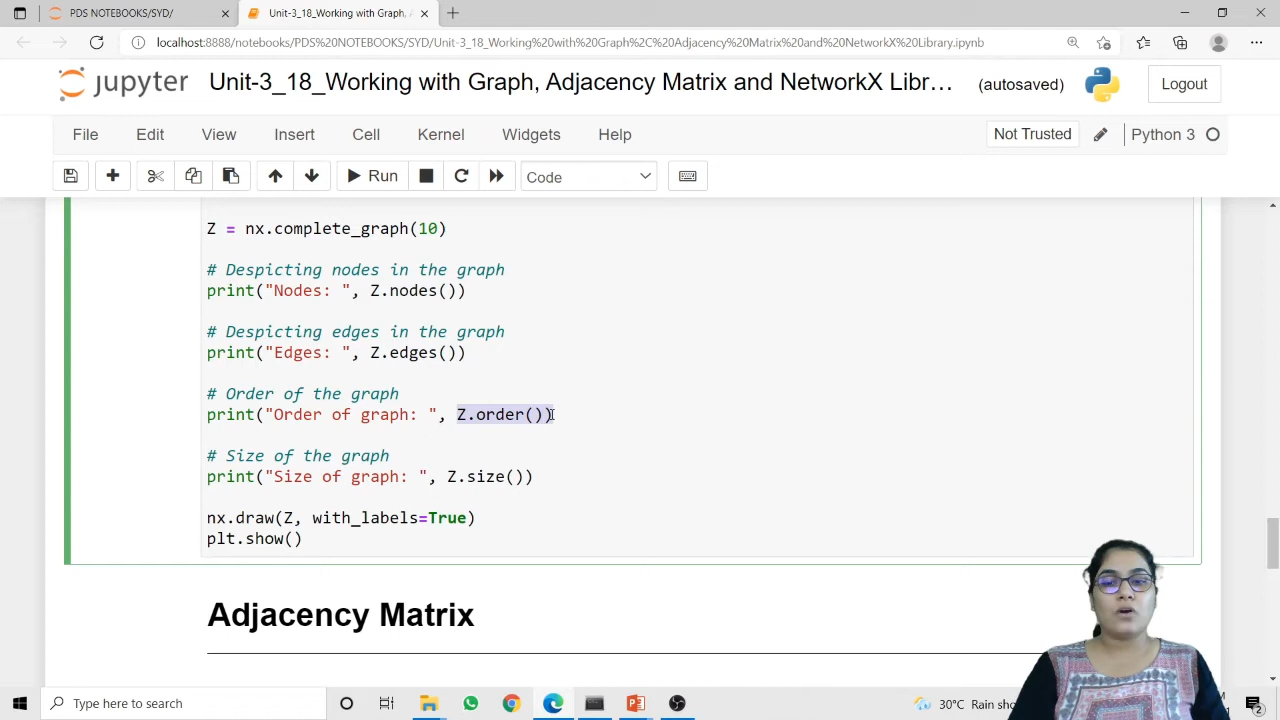 PDS NOTEBOOKS/SYD/
Unit-3_18_Working with Graph, A
localhost:8888/notebooks/PDS%20NOTEBOOKS/SYD/Unit-3_18_Working%20with%20Graph%2C%20Adjacency%20Matrix%20and%20NetworkX%20Library.ipynb
jupyter
Unit-3_18_Working with Graph, Adjacency Matrix and NetworkX Libr…
(autosaved)
Logout
File Edit View Insert Cell Kernel Widgets Help
Not Trusted
Python 3
Run
Code
Z = nx.complete_graph(10)
# Despicting nodes in the graph
print("Nodes: ", Z.nodes())
# Despicting edges in the graph
print("Edges: ", Z.edges())
# Order of the graph
print("Order of graph: ", Z.order())
# Size of the graph
print("Size of graph: ", Z.size())
nx.draw(Z, with_labels=True)
plt.show()
Adjacency Matrix
Type here to search
30°C Rain sho
2